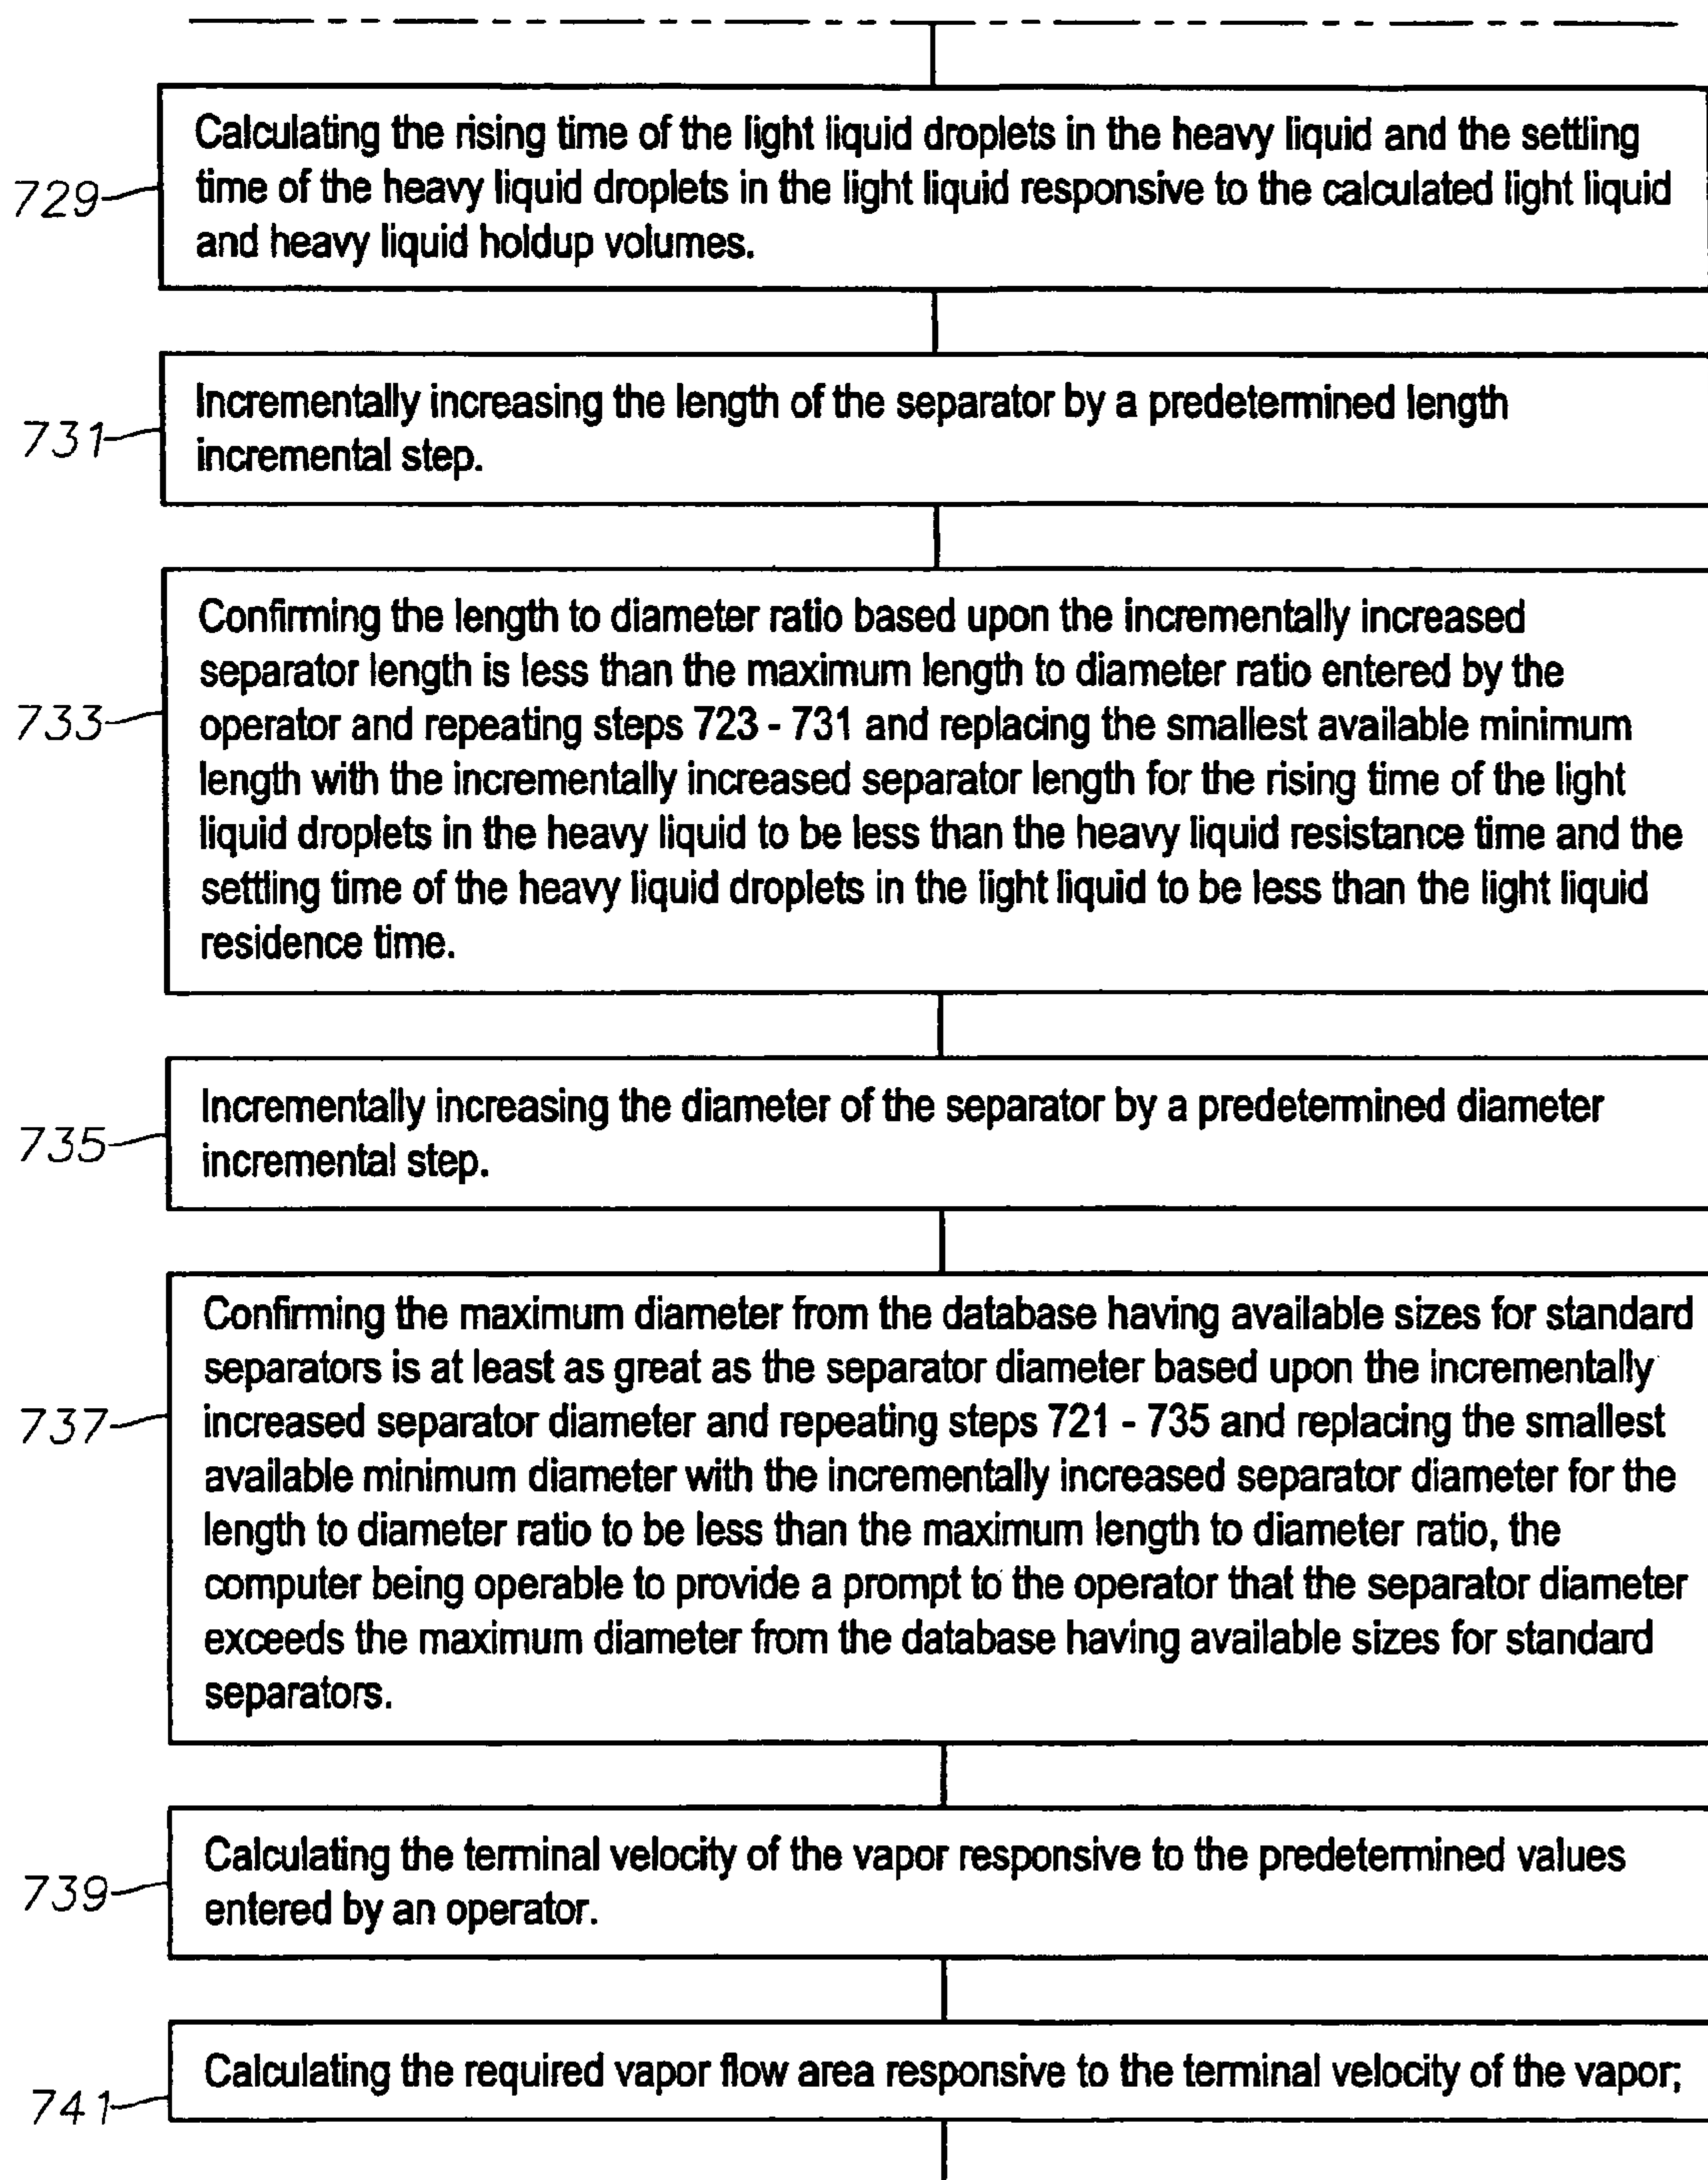 729
Calculating the rising time of the light liquid droplets in the heavy liquid and the settling
time of the heavy liquid droplets in the light liquid responsive to the calculated light liquid
and heavy liquid holdup volumes.
731
Incrementally increasing the length of the separator by a predetermined length
incremental step.
733
Confirming the length to diameter ratio based upon the incrementally increased
separator length is less than the maximum length to diameter ratio entered by the
operator and repeating steps 723 - 731 and replacing the smallest available minimum
length with the incrementally increased separator length for the rising time of the light
liquid droplets in the heavy liquid to be less than the heavy liquid resistance time and the
settling time of the heavy liquid droplets in the light liquid to be less than the light liquid
residence time.
735
Incrementally increasing the diameter of the separator by a predetermined diameter
incremental step.
737
Confirming the maximum diameter from the database having available sizes for standard
separators is at least as great as the separator diameter based upon the incrementally
increased separator diameter and repeating steps 721 - 735 and replacing the smallest
available minimum diameter with the incrementally increased separator diameter for the
length to diameter ratio to be less than the maximum length to diameter ratio, the
computer being operable to provide a prompt to the operator that the separator diameter
exceeds the maximum diameter from the database having available sizes for standard
separators.
739
Calculating the terminal velocity of the vapor responsive to the predetermined values
entered by an operator.
741
Calculating the required vapor flow area responsive to the terminal velocity of the vapor;